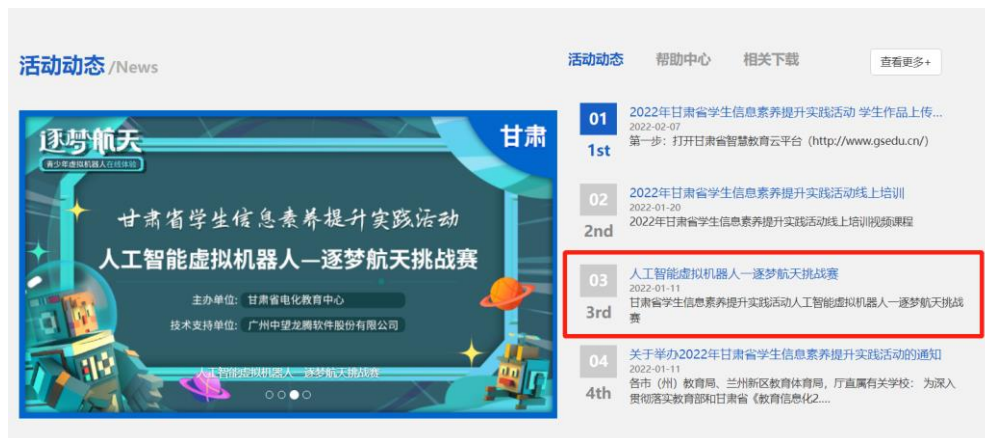 活动动态 /News
活动动态 帮助中心 相关下载 查看更多+
逐梦航天
青少年虚拟机器人在线体验
甘肃
甘肃省学生信息素养提升实践活动
人工智能虚拟机器人—逐梦航天挑战赛
主办单位: 甘肃省电化教育中心
技术支持单位: 广州中望龙腾软件股份有限公司
人工智能虚拟机器人—逐梦航天挑战赛
01
1st
2022年甘肃省学生信息素养提升实践活动 学生作品上传...
2022-02-07
第一步: 打开甘肃省智慧教育云平台 (http://www.gsedu.cn/)
02
2nd
2022年甘肃省学生信息素养提升实践活动线上培训
2022-01-20
2022年甘肃省学生信息素养提升实践活动线上培训视频课程
03
3rd
人工智能虚拟机器人—逐梦航天挑战赛
2022-01-11
甘肃省学生信息素养提升实践活动人工智能虚拟机器人—逐梦航天挑战
赛
04
4th
关于举办2022年甘肃省学生信息素养提升实践活动的通知
2022-01-11
各市（州）教育局、兰州新区教育体育局，厅直属有关学校： 为深入
贯彻落实教育部和甘肃省《教育信息化2....